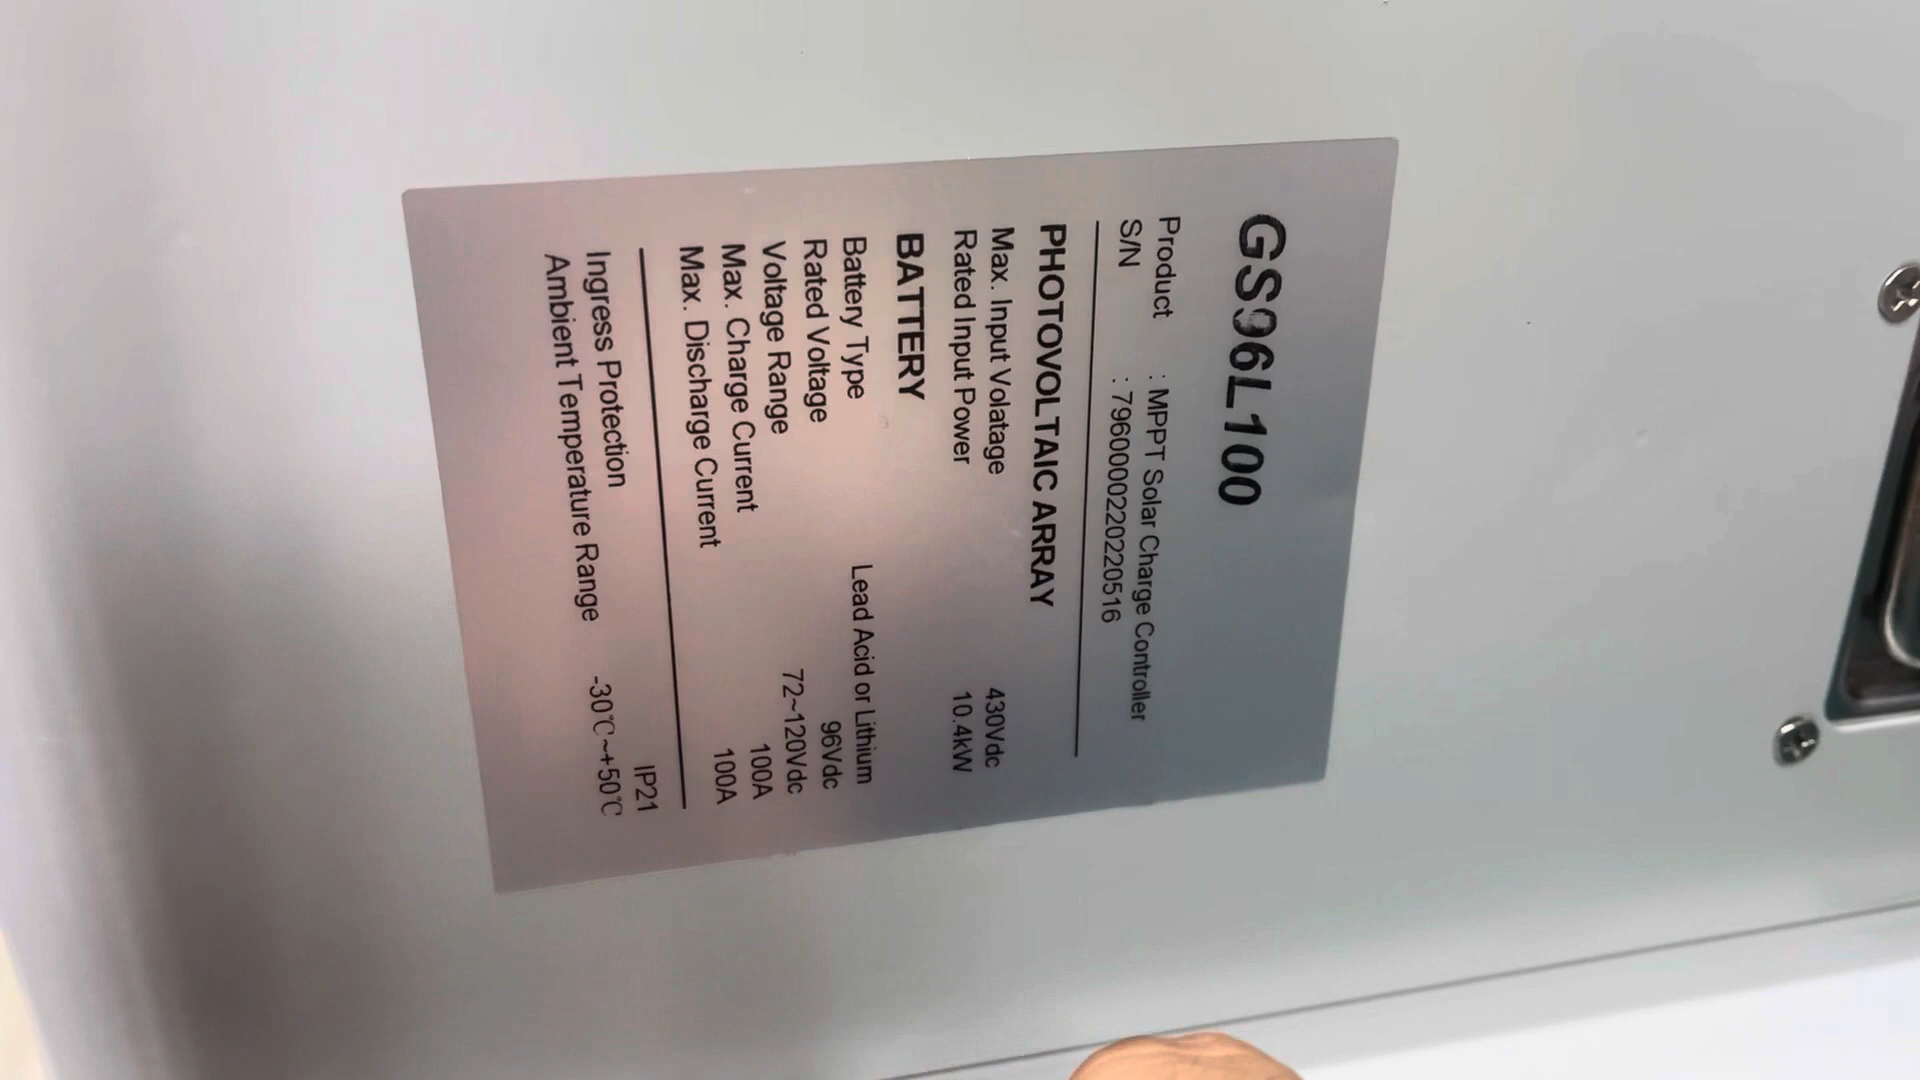 GS96L100
Product : MPPT Solar Charge Controller
S/N : 7960000220220516
PHOTOVOLTAIC ARRAY
Max. Input Volatage 430Vdc
Rated Input Power 10.4kW
BATTERY
Battery Type Lead Acid or Lithium
Rated Voltage 96Vdc
Voltage Range 72~120Vdc
Max. Charge Current 100A
Max. Discharge Current 100A
Ingress Protection IP21
Ambient Temperature Range -30℃~+50℃